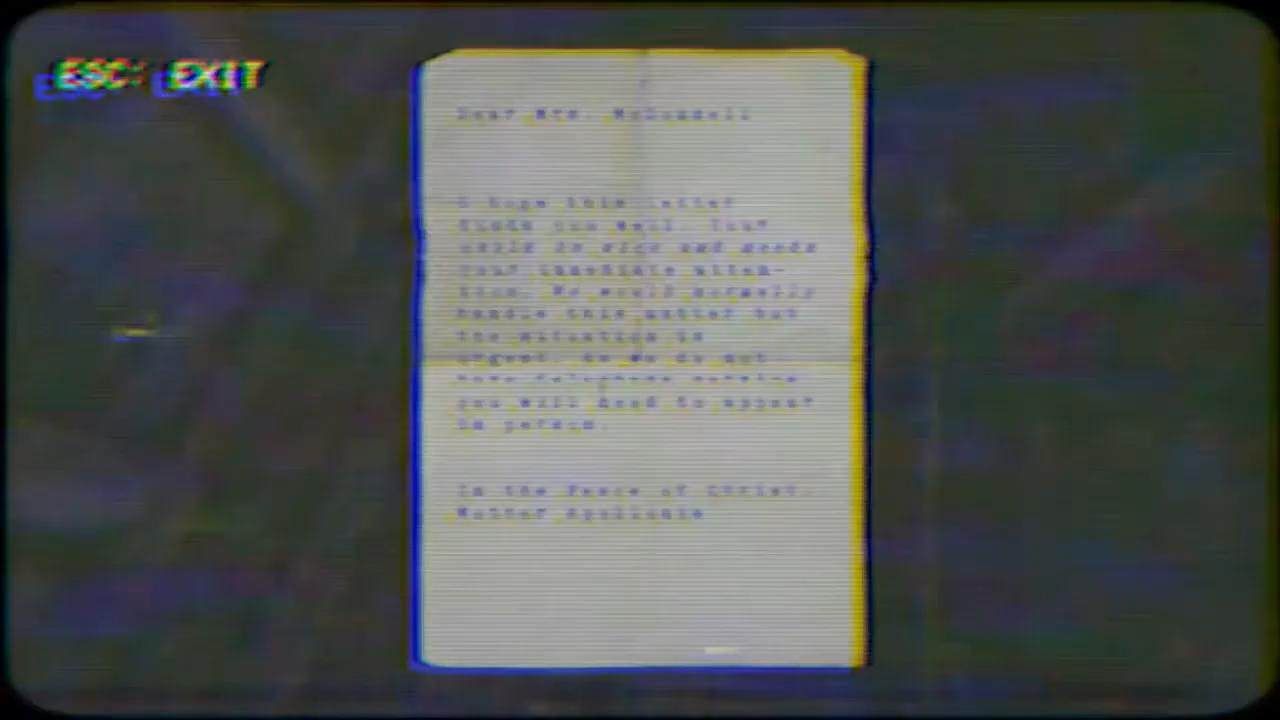 ESC: EXIT
Dear Mrs. McDondell
I hope this letter
finds you well. Your
is sick and needs
your immediate atten-
tion. We would normally
handle this matter but
the situation is
urgent. As we do not
have telephone service
you will need to appear
in person.
In the Peace of Christ.
Mother